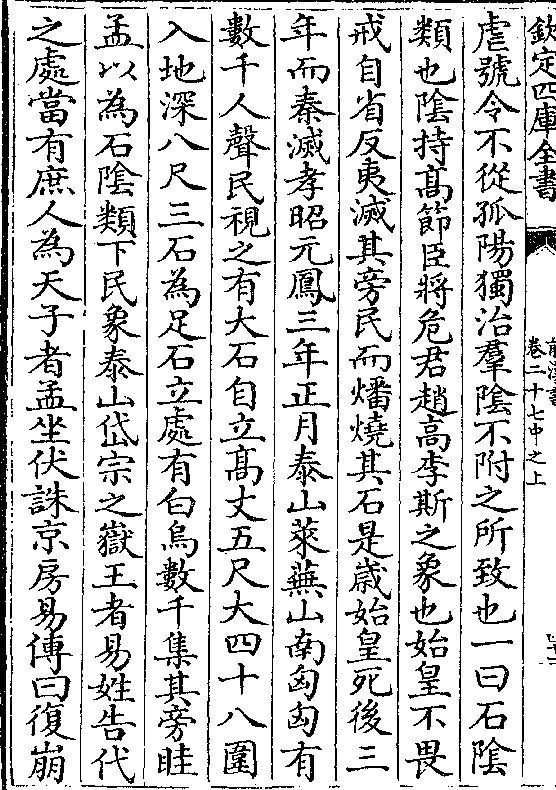 欽定四庫全書
前漢書
卷二十七中之上
虐號令不從孤陽獨治羣隂不附之所致也一曰石隂
類也隂持髙節臣將危君趙髙李斯之象也始皇不畏
戒自省反夷滅其旁民而燔燒其石是歲始皇死後三
年而秦滅孝昭元鳳三年正月泰山萊蕪山南匈匈有
數千人聲民視之有大石自立髙丈五尺大四十八圍
入地深八尺三石為足石立處有白烏數千集其旁眭
孟以為石隂類下民象泰山岱宗之嶽王者易姓告代
之處當有庶人為天子者孟坐伏誅京房易傳曰復崩